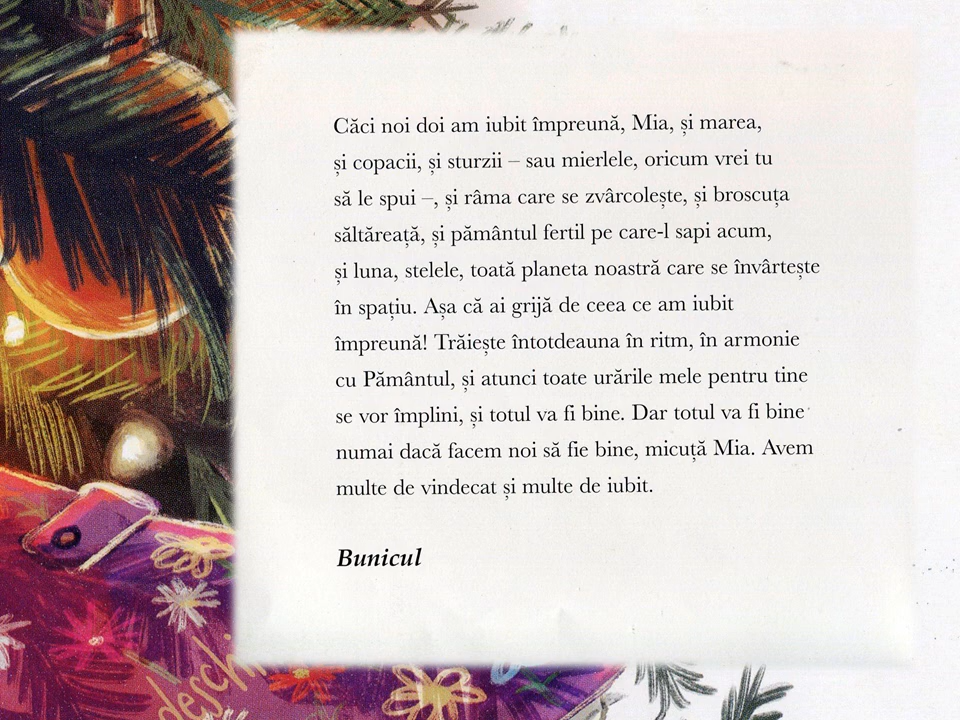 Căci noi doi am iubit împreună, Mia, și marea,
și copacii, și sturzii – sau mierlele, oricum vrei tu
să le spui –, și râma care se zvârcolește, și broscuța
săltăreață, și pământul fertil pe care-l sapi acum,
și luna, stelele, toată planeta noastră care se învârtește
în spațiu. Așa că ai grijă de ceea ce am iubit
împreună! Trăiește întotdeauna în ritm, în armonie
cu Pământul, și atunci toate urările mele pentru tine
se vor împlini, și totul va fi bine. Dar totul va fi bine
numai dacă facem noi să fie bine, micuță Mia. Avem
multe de vindecat și multe de iubit.
Bunicul
deschi